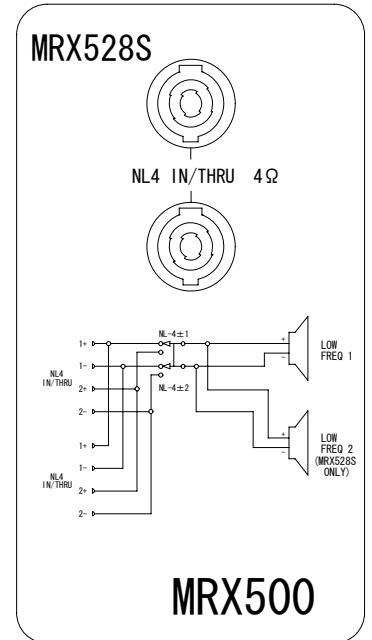 MRX528S
NL4 IN/THRU 4Ω
NL-4±1
1+
1-
NL4
IN/THRU
2+
2-
NL-4±2
1+
1-
NL4
IN/THRU
2+
2-
+
-
LOW
FREQ 1
+
-
LOW
FREQ 2
(MRX528S
ONLY)
MRX500